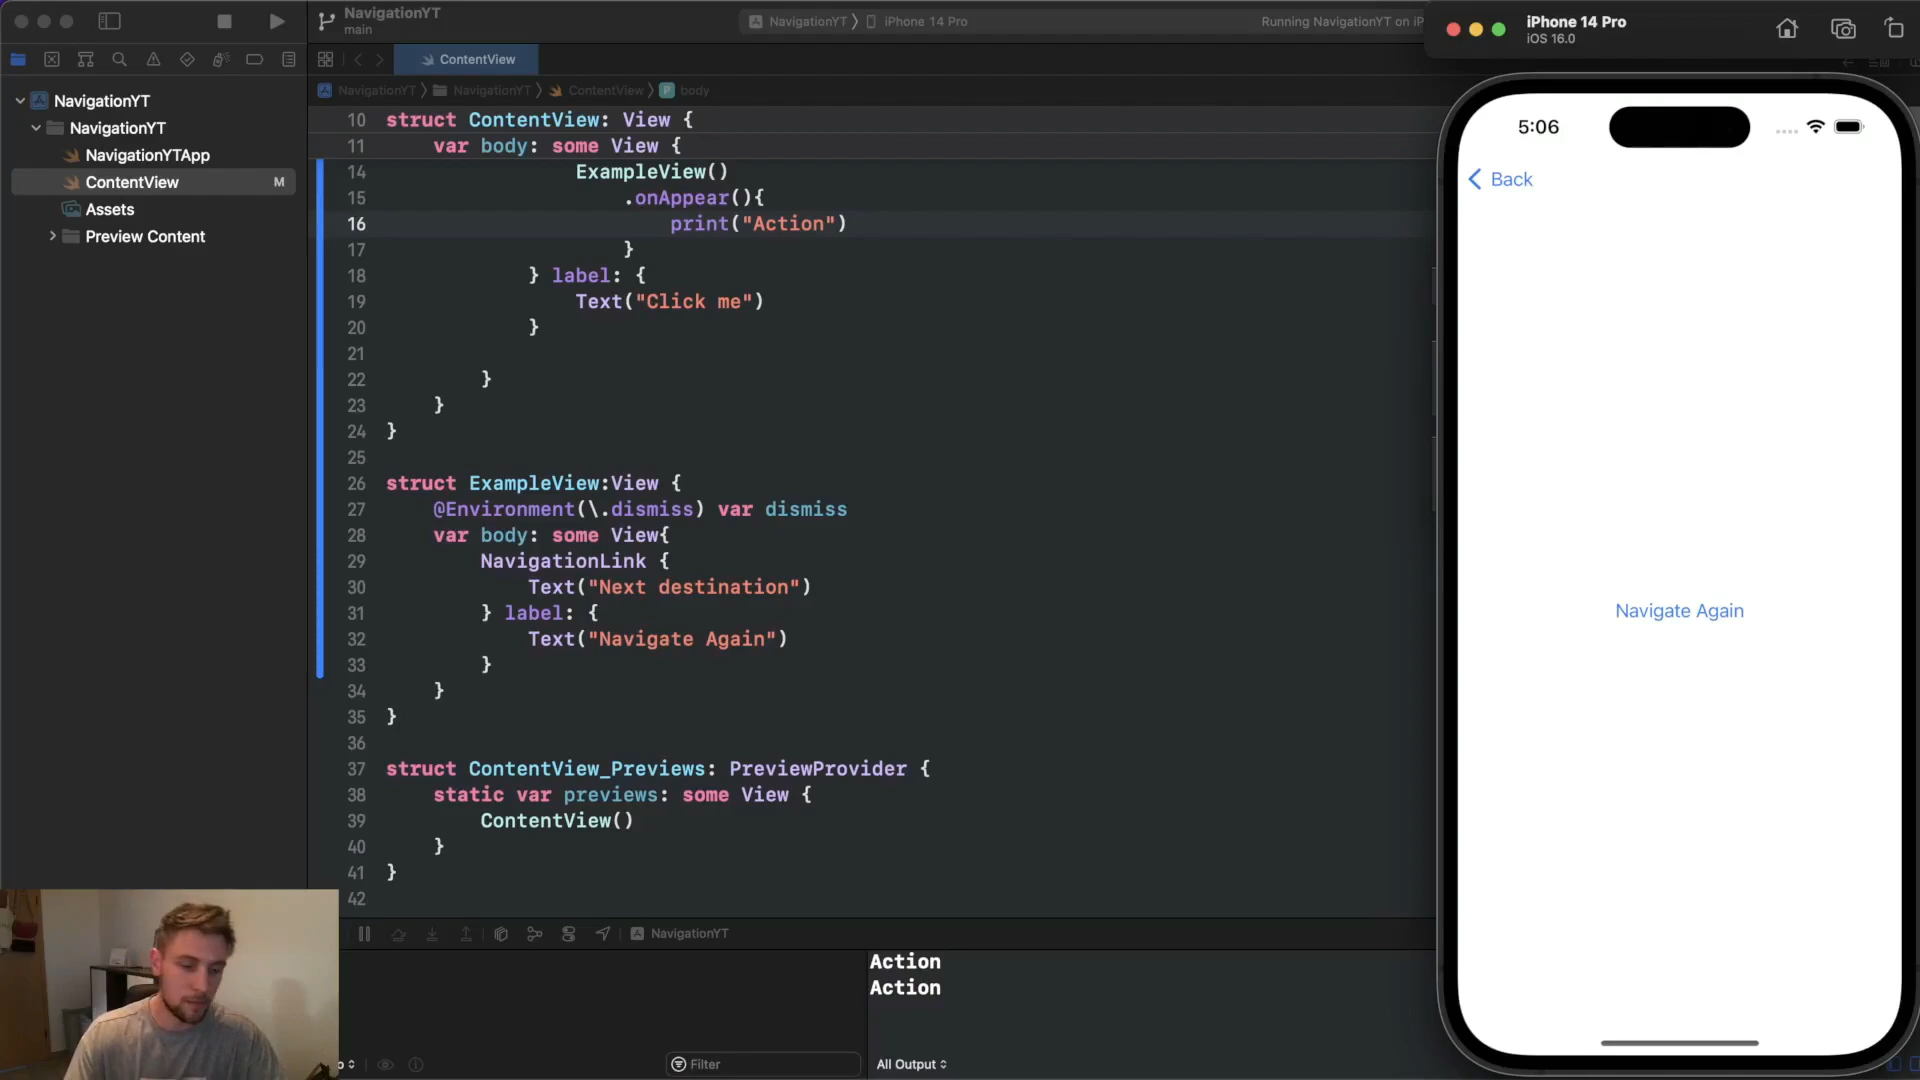 NavigationYT
main
NavigationYT
iPhone 14 Pro
Running NavigationYT on iP
iPhone 14 Pro
iOS 16.0
ContentView
NavigationYT
NavigationYT
ContentView
body
NavigationYT
NavigationYT
NavigationYTApp
ContentView
M
Assets
Preview Content
10 struct ContentView: View {
11 var body: some View {
14 ExampleView()
15 .onAppear(){
16 print("Action")
17 }
18 } label: {
19 Text("Click me")
20 }
21
22 }
23 }
24 }
25
26 struct ExampleView:View {
27 @Environment(\.dismiss) var dismiss
28 var body: some View{
29 NavigationLink {
30 Text("Next destination")
31 } label: {
32 Text("Navigate Again")
33 }
34 }
35 }
36
37 struct ContentView_Previews: PreviewProvider {
38 static var previews: some View {
39 ContentView()
40 }
41 }
42
NavigationYT
Action
Action
Filter
All Output
5:06
Back
Navigate Again